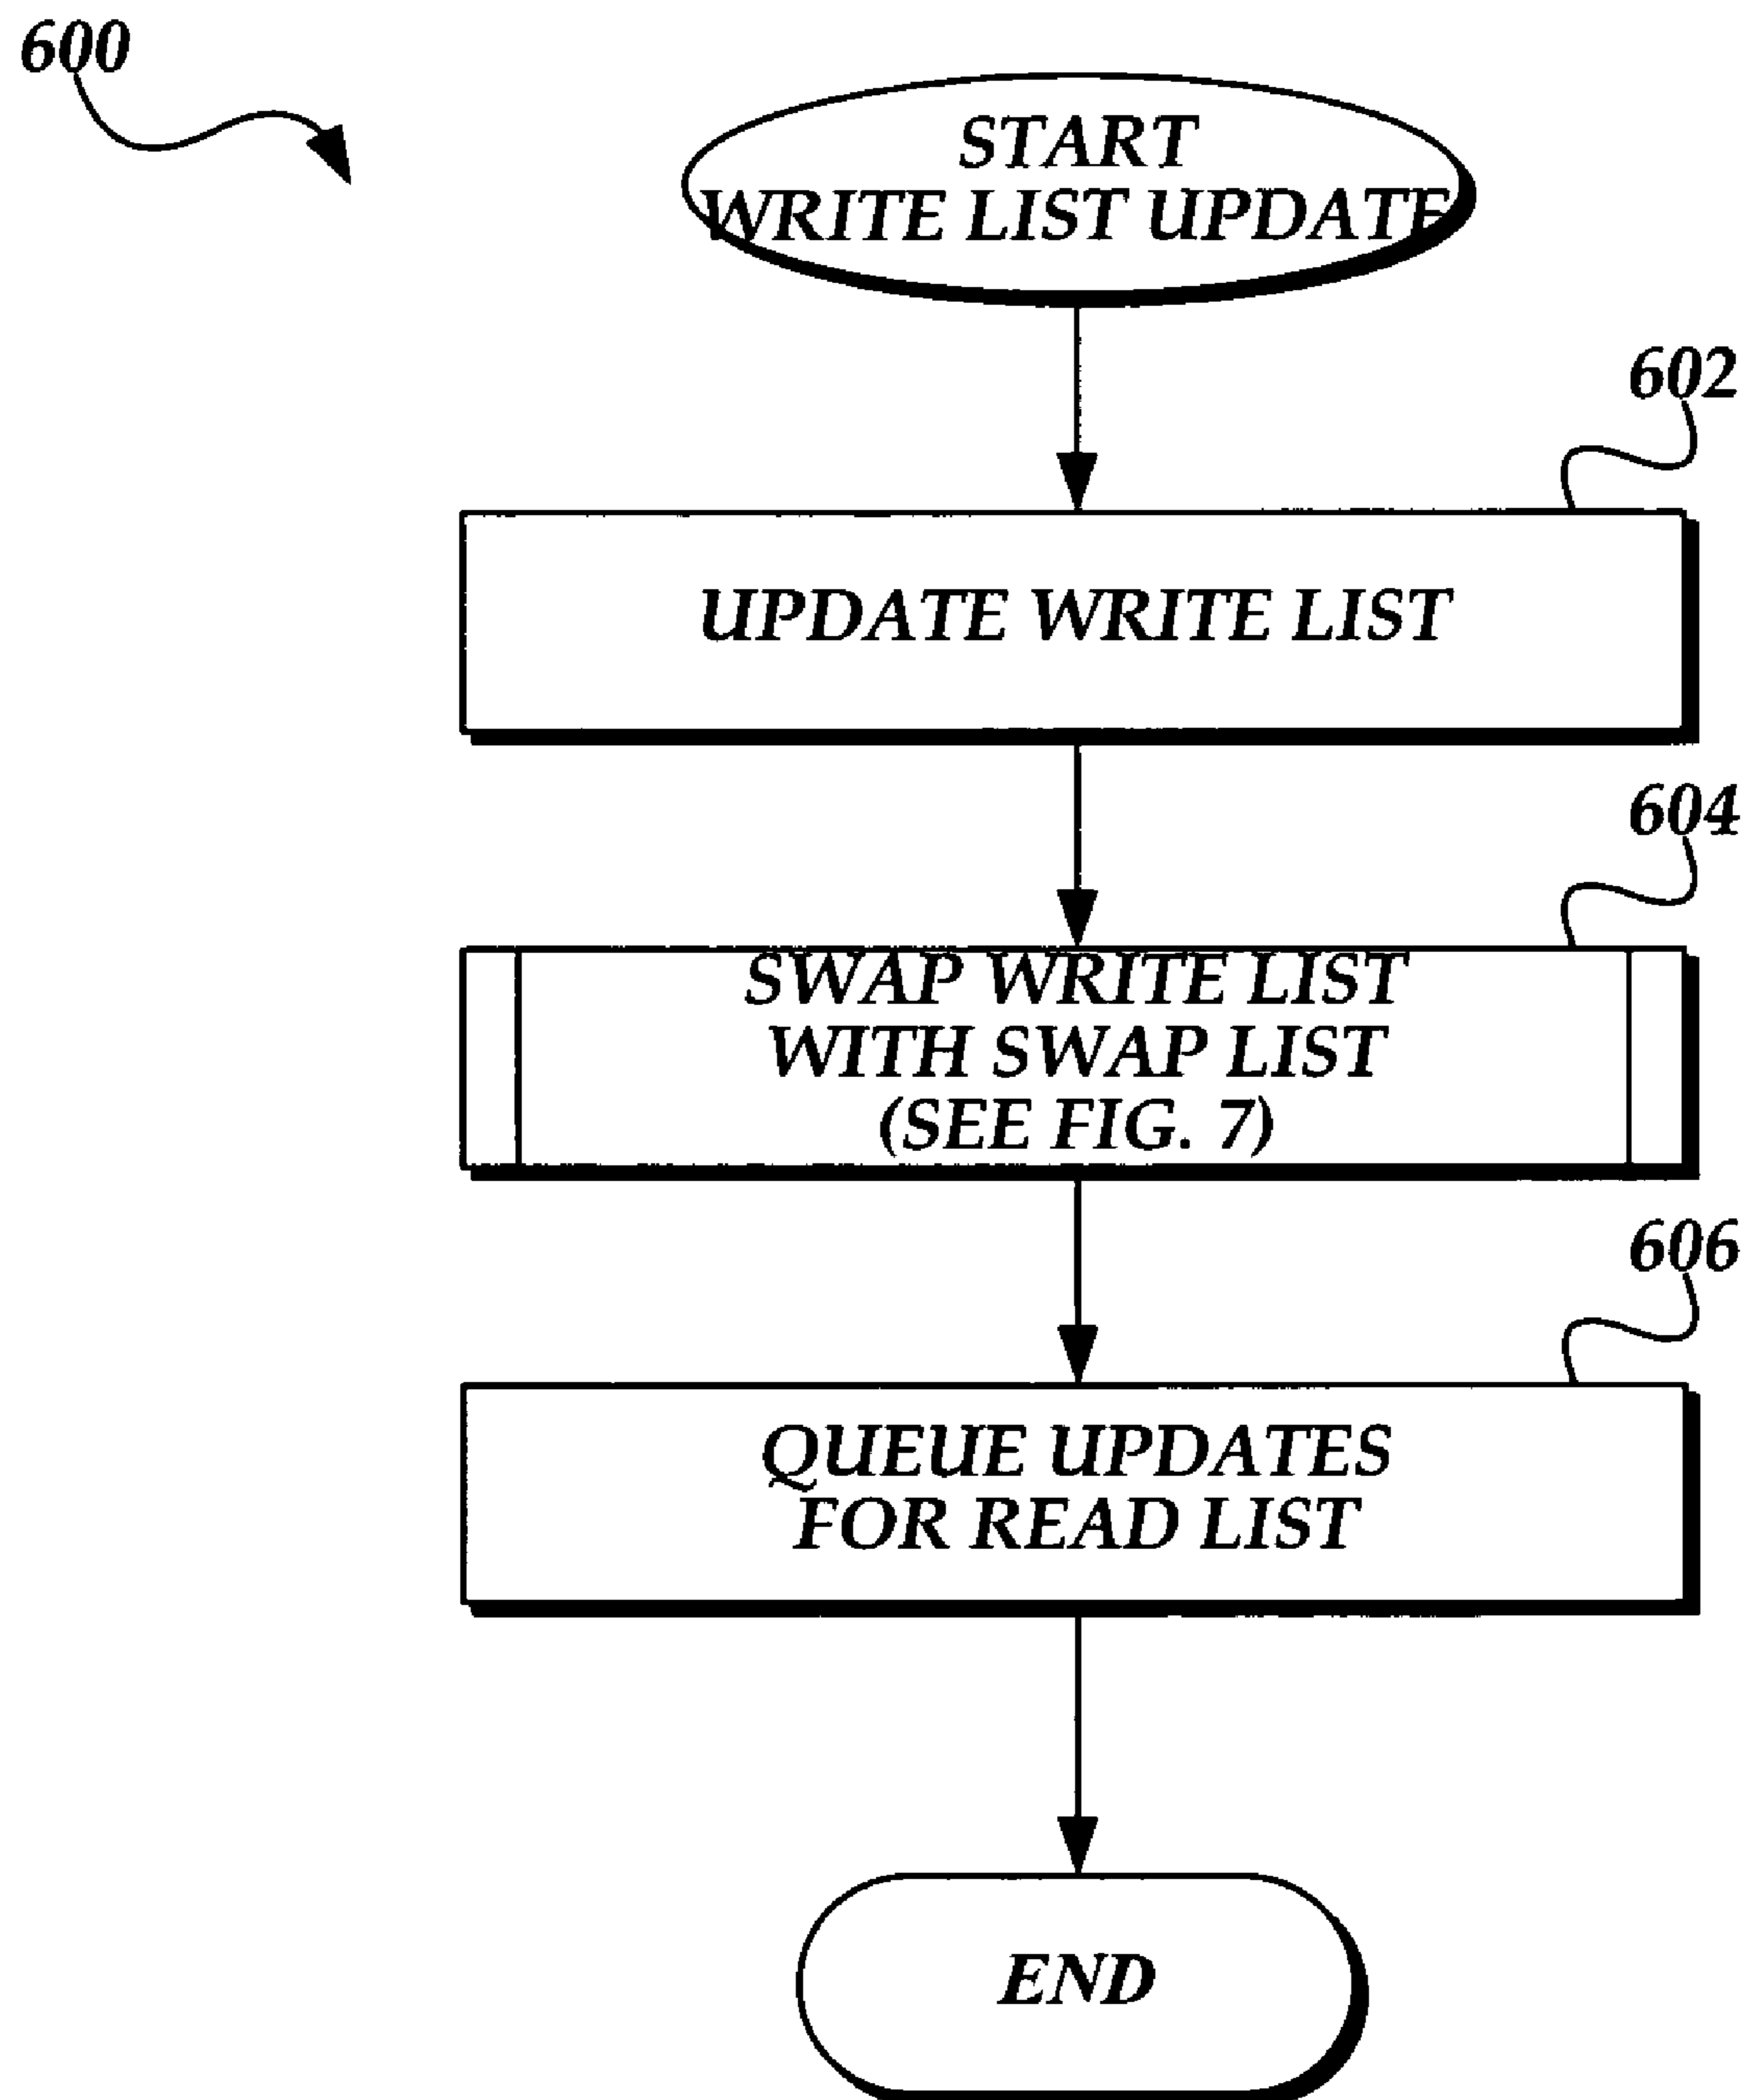 600
START
WRITE LIST UPDATE
602
UPDATE WRITE LIST
604
SWAP WRITE LIST
WITH SWAP LIST
(SEE FIG. 7)
606
QUEUE UPDATES
FOR READ LIST
END